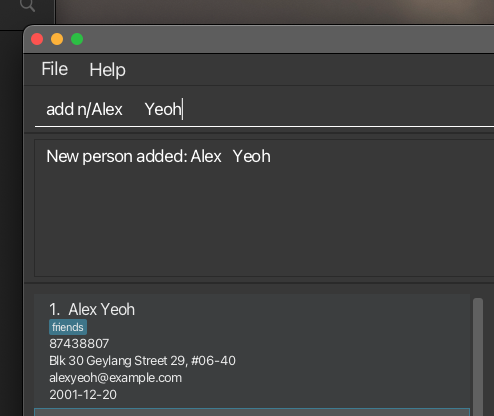 File Help
add n/Alex      Yeoh
New person added: Alex   Yeoh
1.  Alex Yeoh
friends
87438807
Blk 30 Geylang Street 29, #06-40
alexyeoh@example.com
2001-12-20